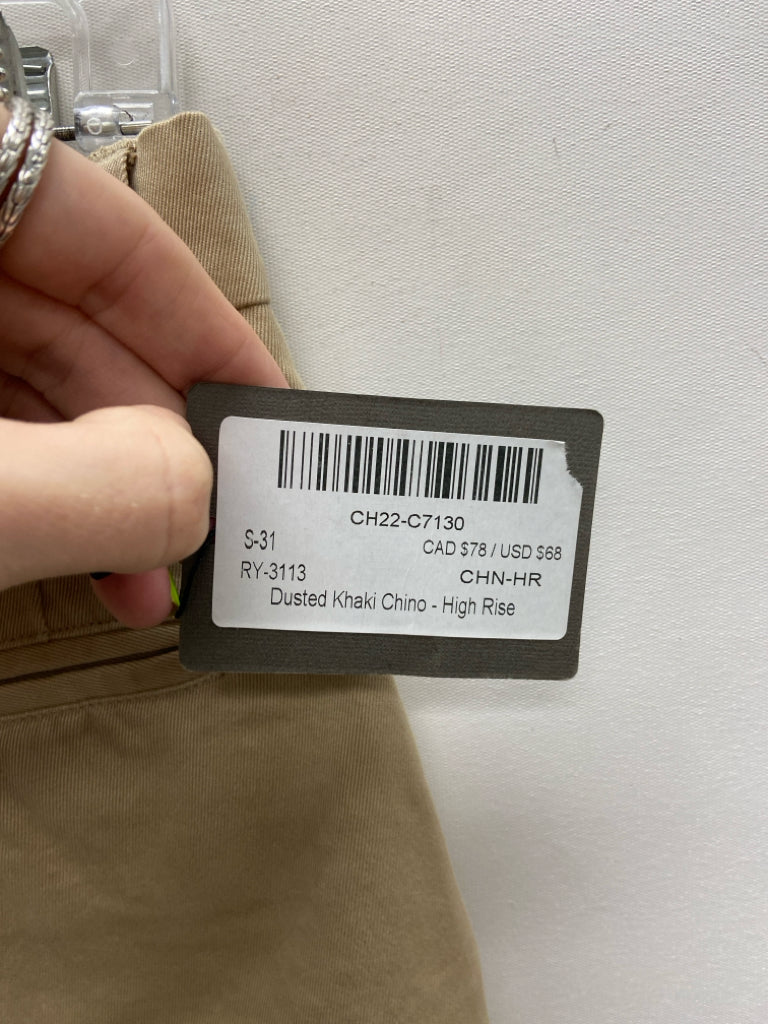 CH22-C7130
S-31 CAD $78 / USD $68
RY-3113 CHN-HR
Dusted Khaki Chino - High Rise